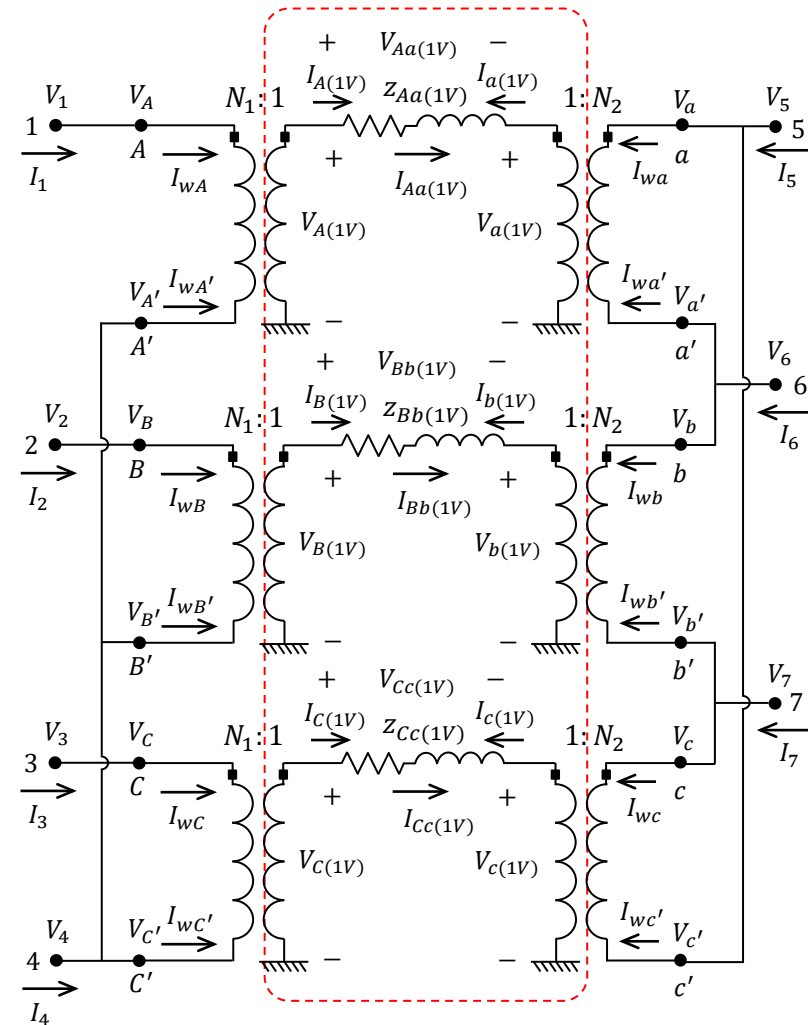 + V_{Aa(1V)} −
I_{A(1V)} I_{a(1V)}
V_1 V_A N_1: 1 z_{Aa(1V)} 1: N_2 V_a V_5
1 5
A I_{wA} + I_{Aa(1V)} + I_{wa} a
I_1 I_5
V_{A(1V)} V_{a(1V)}
V_{A′} I_{wA′} I_{wa′} V_{a′}
A′ − − a′
+ V_{Bb(1V)} − V_6
6
I_{B(1V)} I_{b(1V)}
V_2 V_B N_1: 1 z_{Bb(1V)} 1: N_2 V_b I_6
2
B I_{wB} + I_{Bb(1V)} + I_{wb} b
I_2
V_{B(1V)} V_{b(1V)}
V_{B′} I_{wB′} I_{wb′} V_{b′}
B′ − − b′
+ V_{Cc(1V)} − V_7
7
I_{C(1V)} I_{c(1V)}
V_3 V_C N_1: 1 z_{Cc(1V)} 1: N_2 V_c I_7
3
C I_{wC} + I_{Cc(1V)} + I_{wc} c
I_3
V_{C(1V)} V_{c(1V)}
V_4 V_{C′} I_{wC′} I_{wc′} V_{c′}
4
C′ − − c′
I_4